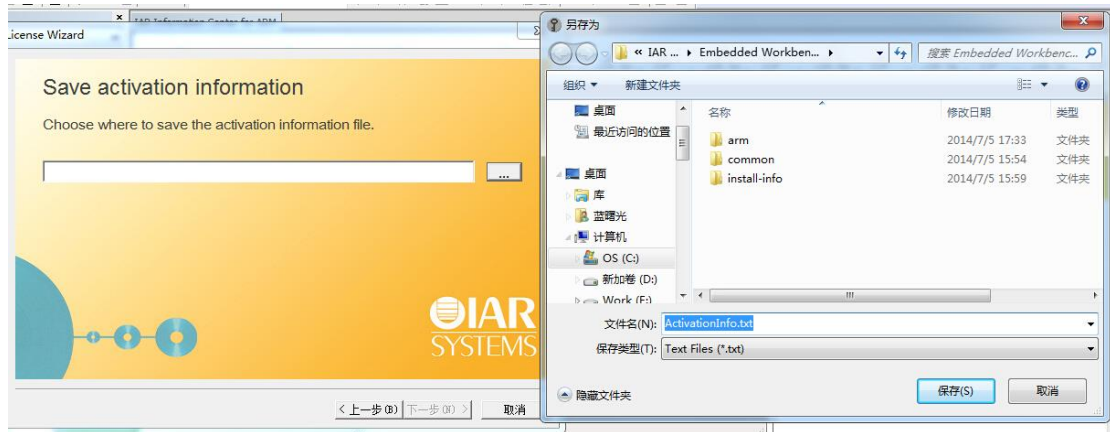 IAR Information Center for ARM
License Wizard
Save activation information
Choose where to save the activation information file.
...
IAR
SYSTEMS
< 上一步(B)
下一步(N) >
取消
另存为
« IAR ... ▸ Embedded Workben... ▸
搜索 Embedded Workbenc...
组织 ▼
新建文件夹
桌面
最近访问的位置
桌面
库
蓝曙光
计算机
OS (C:)
新加卷 (D:)
Work (E:)
名称
修改日期
类型
arm
2014/7/5 17:33
文件夹
common
2014/7/5 15:54
文件夹
install-info
2014/7/5 15:59
文件夹
文件名(N): ActivationInfo.txt
保存类型(T): Text Files (*.txt)
隐藏文件夹
保存(S)
取消